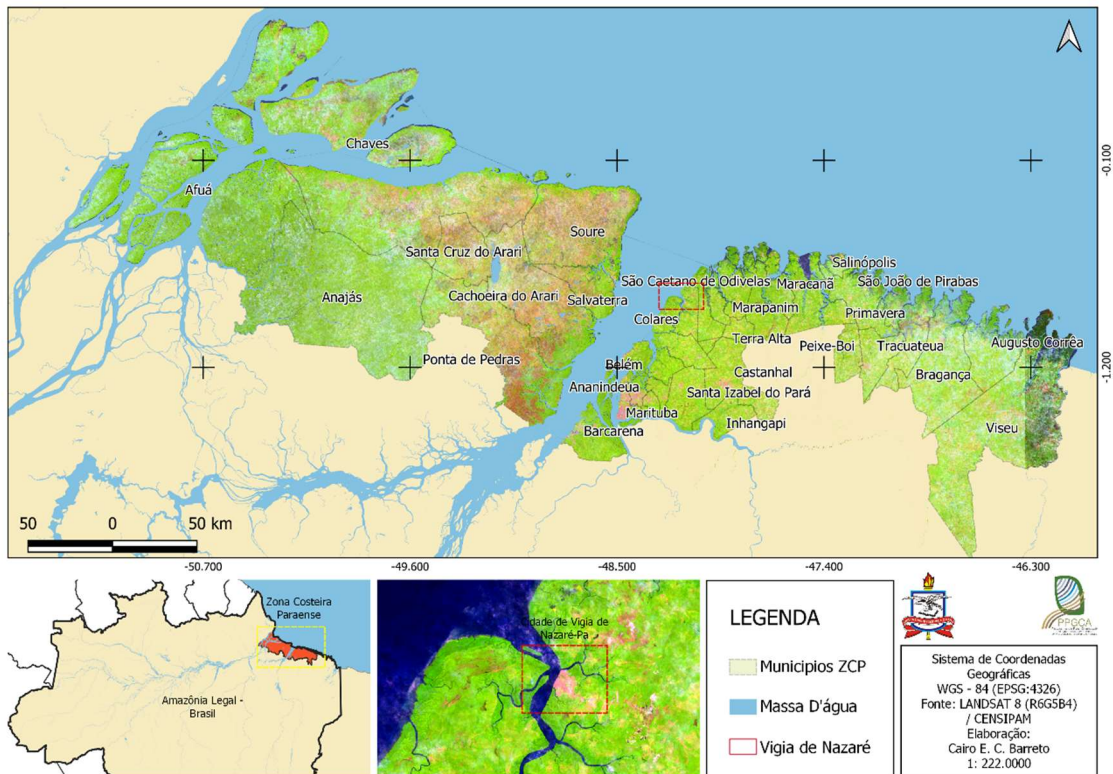 Chaves
-0.100
Afuá
Soure
Santa Cruz do Arari
Salinópolis
São Caetano de Odivelas
Maracanã
São João de Pirabas
Anajás
Cachoeira do Arari
Salvaterra
Colares
Marapanim
Primavera
Terra Alta
Peixe-Boi
Tracuateua
Augusto Corrêa
Ponta de Pedras
Belém
-1.200
Castanhal
Bragança
Ananindeua
Santa Izabel do Pará
Marituba
Inhangapi
Viseu
Barcarena
50 0 50 km
-50.700 -49.600 -48.500 -47.400 -46.300
Zona Costeira
Paraense
Amazônia Legal -
Brasil
Cidade de Vigia de
Nazaré-Pa
LEGENDA
Municipios ZCP
Massa D'água
Vigia de Nazaré
PPGCA
Sistema de Coordenadas
Geográficas
WGS - 84 (EPSG:4326)
Fonte: LANDSAT 8 (R6G5B4)
/ CENSIPAM
Elaboração:
Cairo E. C. Barreto
1: 222.0000